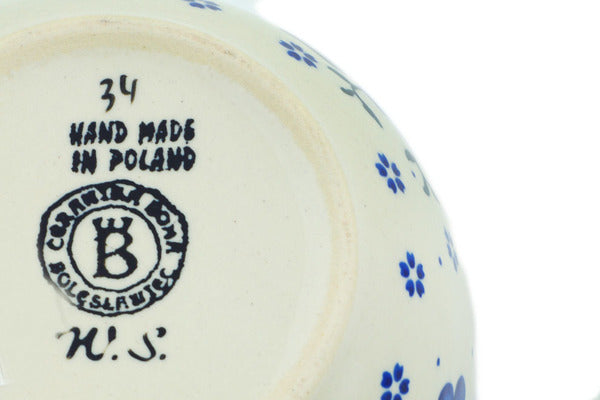 34
HAND MADE
IN POLAND
CERAMIKA BONA
B
BOLESŁAWIEC
W.S.